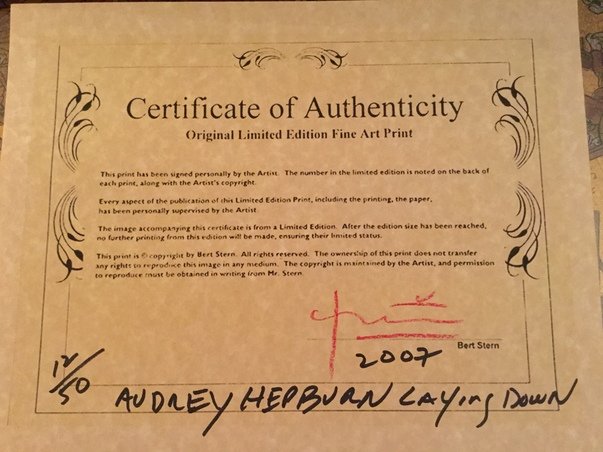 Certificate of Authenticity
Original Limited Edition Fine Art Print
This print has been signed personally by the Artist. The number in the limited edition is noted on the back of
each print, along with the Artist's copyright.
Every aspect of the publication of this Limited Edition Print, including the printing, the paper,
has been personally supervised by the Artist.
The image accompanying this certificate is from a Limited Edition. After the edition size has been reached,
no further printing from this edition will be made, ensuring their limited status.
This print is © copyright by Bert Stern. All rights reserved. The ownership of this print does not transfer
any rights to reproduce this image in any medium. The copyright is maintained by the Artist, and permission
to reproduce must be obtained in writing from Mr. Stern.
Bert Stern
2007
12/50
AUDREY HEPBURN LAYing DOWN